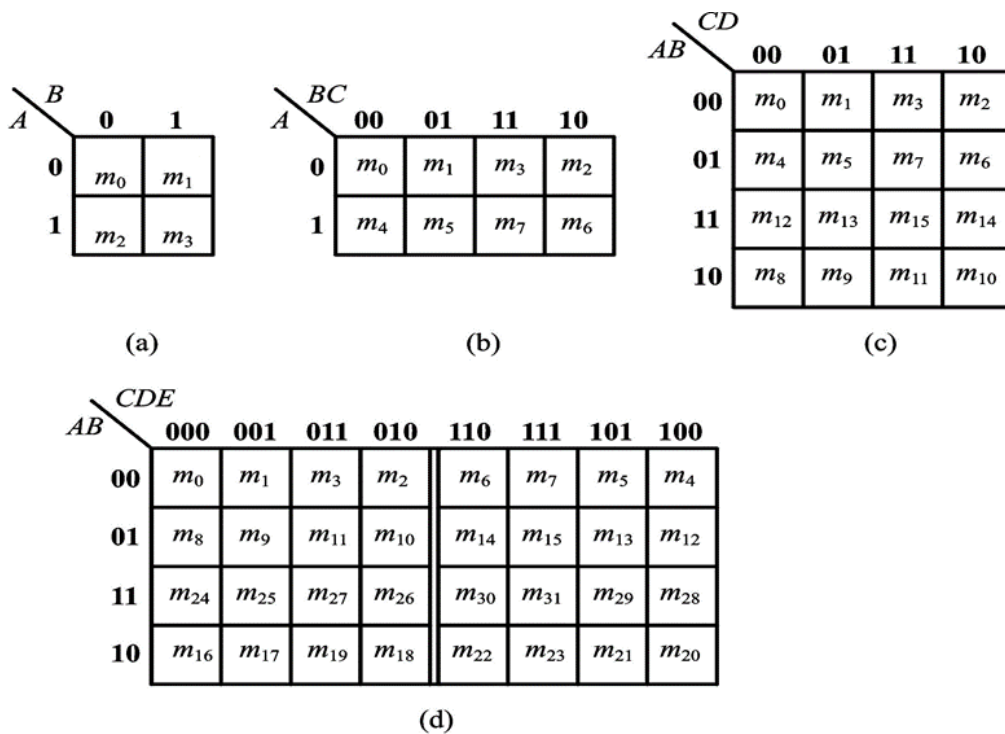 B
A
0 1
0 m₀ m₁
1 m₂ m₃
(a)
BC
A
00 01 11 10
0 m₀ m₁ m₃ m₂
1 m₄ m₅ m₇ m₆
(b)
CD
AB
00 01 11 10
00 m₀ m₁ m₃ m₂
01 m₄ m₅ m₇ m₆
11 m₁₂ m₁₃ m₁₅ m₁₄
10 m₈ m₉ m₁₁ m₁₀
(c)
CDE
AB
000 001 011 010 110 111 101 100
00 m₀ m₁ m₃ m₂ m₆ m₇ m₅ m₄
01 m₈ m₉ m₁₁ m₁₀ m₁₄ m₁₅ m₁₃ m₁₂
11 m₂₄ m₂₅ m₂₇ m₂₆ m₃₀ m₃₁ m₂₉ m₂₈
10 m₁₆ m₁₇ m₁₉ m₁₈ m₂₂ m₂₃ m₂₁ m₂₀
(d)